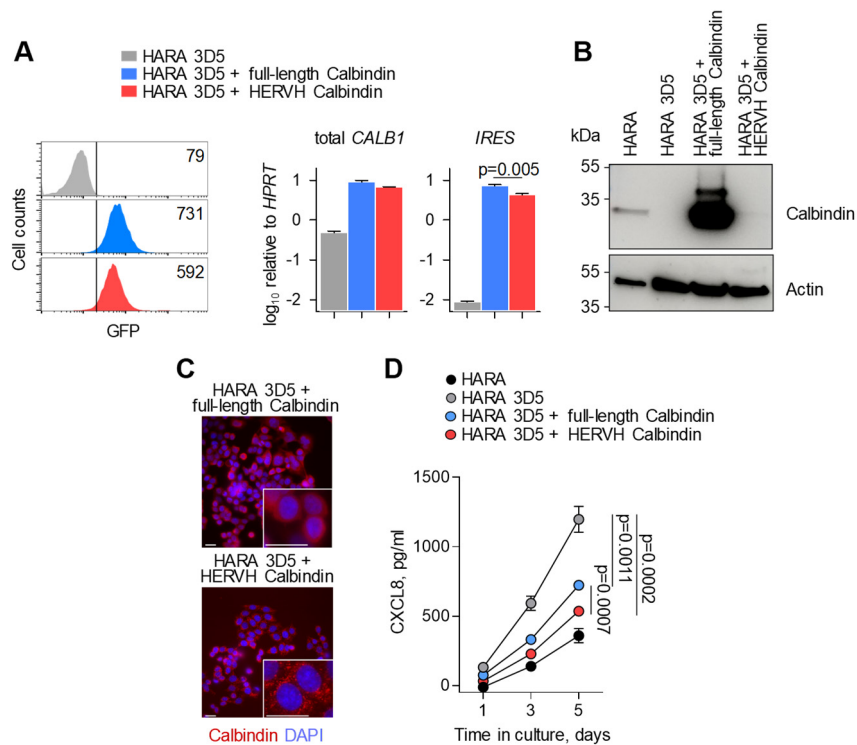 A
HARA 3D5
HARA 3D5 + full-length Calbindin
HARA 3D5 + HERVH Calbindin
Cell counts
79
731
592
GFP
log10 relative to HPRT
total CALB1
1
0
-1
-2
IRES
p=0.005
1
0
-1
-2
B
kDa
HARA
HARA 3D5
HARA 3D5 +
full-length Calbindin
HARA 3D5 +
HERVH Calbindin
55
35
Calbindin
55
35
Actin
C
HARA 3D5 +
full-length Calbindin
HARA 3D5 +
HERVH Calbindin
Calbindin DAPI
D
HARA
HARA 3D5
HARA 3D5 + full-length Calbindin
HARA 3D5 + HERVH Calbindin
CXCL8, pg/ml
1500
1000
500
0
1 3 5
Time in culture, days
p=0.0007
p=0.0011
p=0.0002